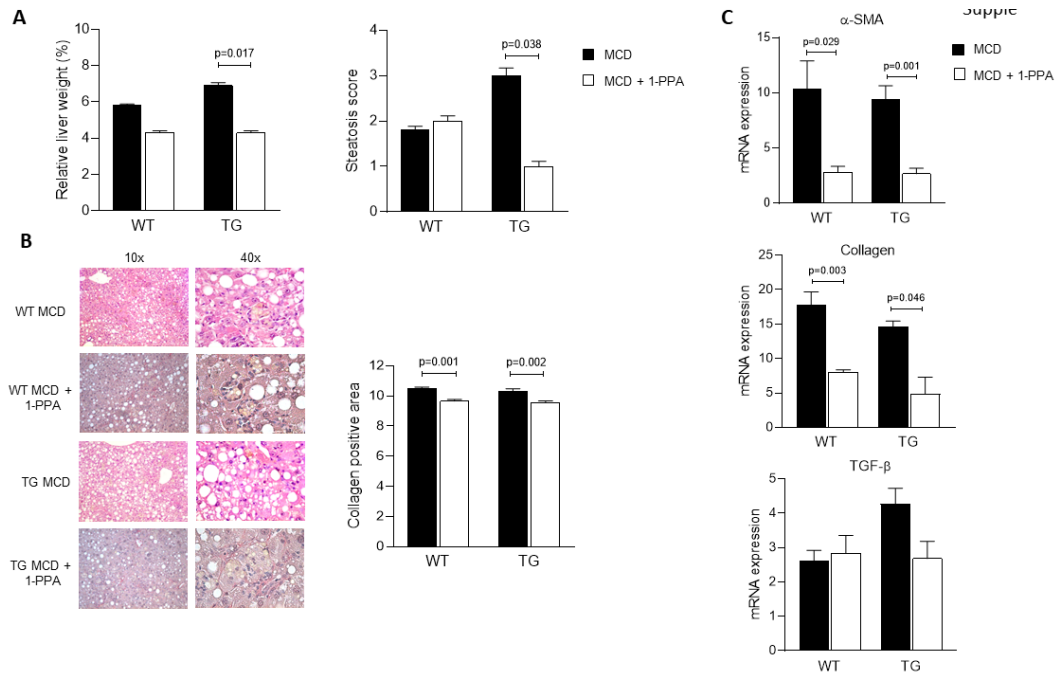 A
Relative liver weight (%)
10
8
6
4
2
0
p=0.017
WT
TG
Steatosis score
4
3
2
1
0
p=0.038
WT
TG
MCD
MCD + 1-PPA
B
10x
40x
WT MCD
WT MCD +
1-PPA
TG MCD
TG MCD +
1-PPA
Collagen positive area
12
10
8
6
4
2
0
p=0.001
p=0.002
WT
TG
C
α-SMA
mRNA expression
15
10
5
0
p=0.029
p=0.001
WT
TG
MCD
MCD + 1-PPA
Collagen
mRNA expression
25
20
15
10
5
0
p=0.003
p=0.046
WT
TG
TGF-β
mRNA expression
5
4
3
2
1
0
WT
TG